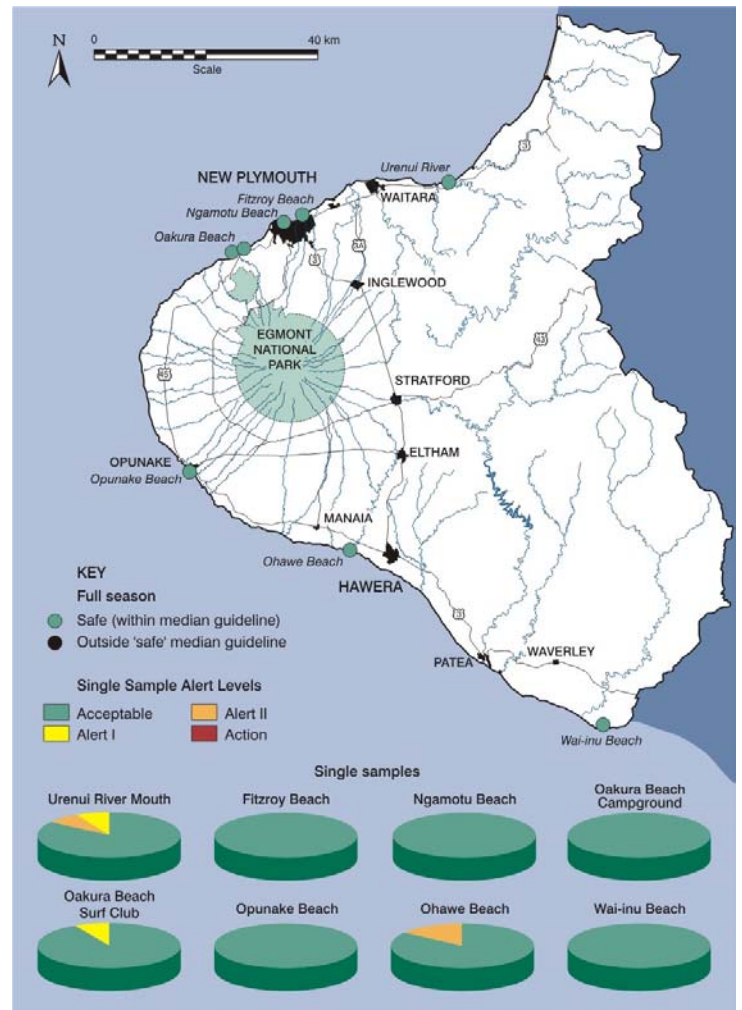 N
0
40 km
Scale
Urenui River
NEW PLYMOUTH
WAITARA
Fitzroy Beach
Ngamotu Beach
Oakura Beach
3
3A
3
INGLEWOOD
EGMONT
NATIONAL
PARK
43
45
STRATFORD
ELTHAM
OPUNAKE
Opunake Beach
MANAIA
Ohawe Beach
HAWERA
3
PATEA
WAVERLEY
Wai-inu Beach
KEY
Full season
Safe (within median guideline)
Outside 'safe' median guideline
Single Sample Alert Levels
Acceptable
Alert II
Alert I
Action
Single samples
Urenui River Mouth
Fitzroy Beach
Ngamotu Beach
Oakura Beach
Campground
Oakura Beach
Surf Club
Opunake Beach
Ohawe Beach
Wai-inu Beach